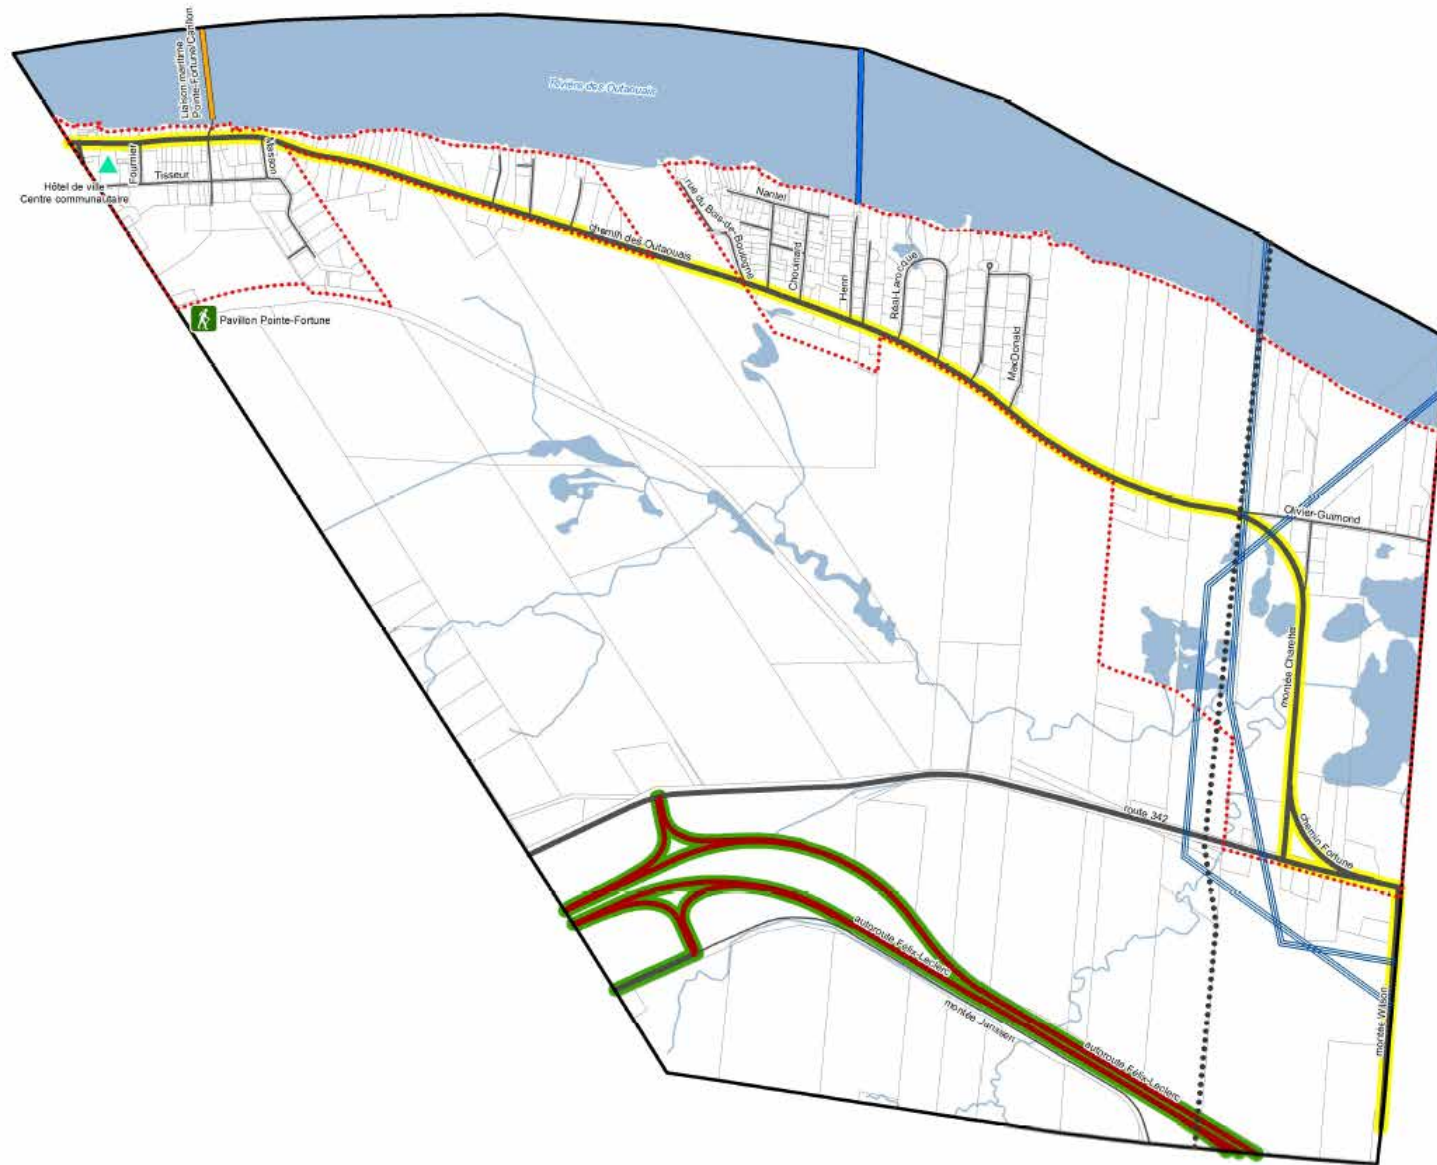 Liaison maritime
Pointe-Fortune/Carillon
Rivière des Outaouais
Fournier
Masson
Tisseur
Hôtel de ville
Centre communautaire
Pavillon Pointe-Fortune
chemin des Outaouais
rue du Bois-de-Boulogne
Nantel
Chouinard
Henri
Réal-Larocque
MacDonald
Olivier-Guimond
montée Charette
route 342
chemin Fortune
autoroute Félix-Leclerc
montée Janssen
autoroute Félix-Leclerc
montée Wilson